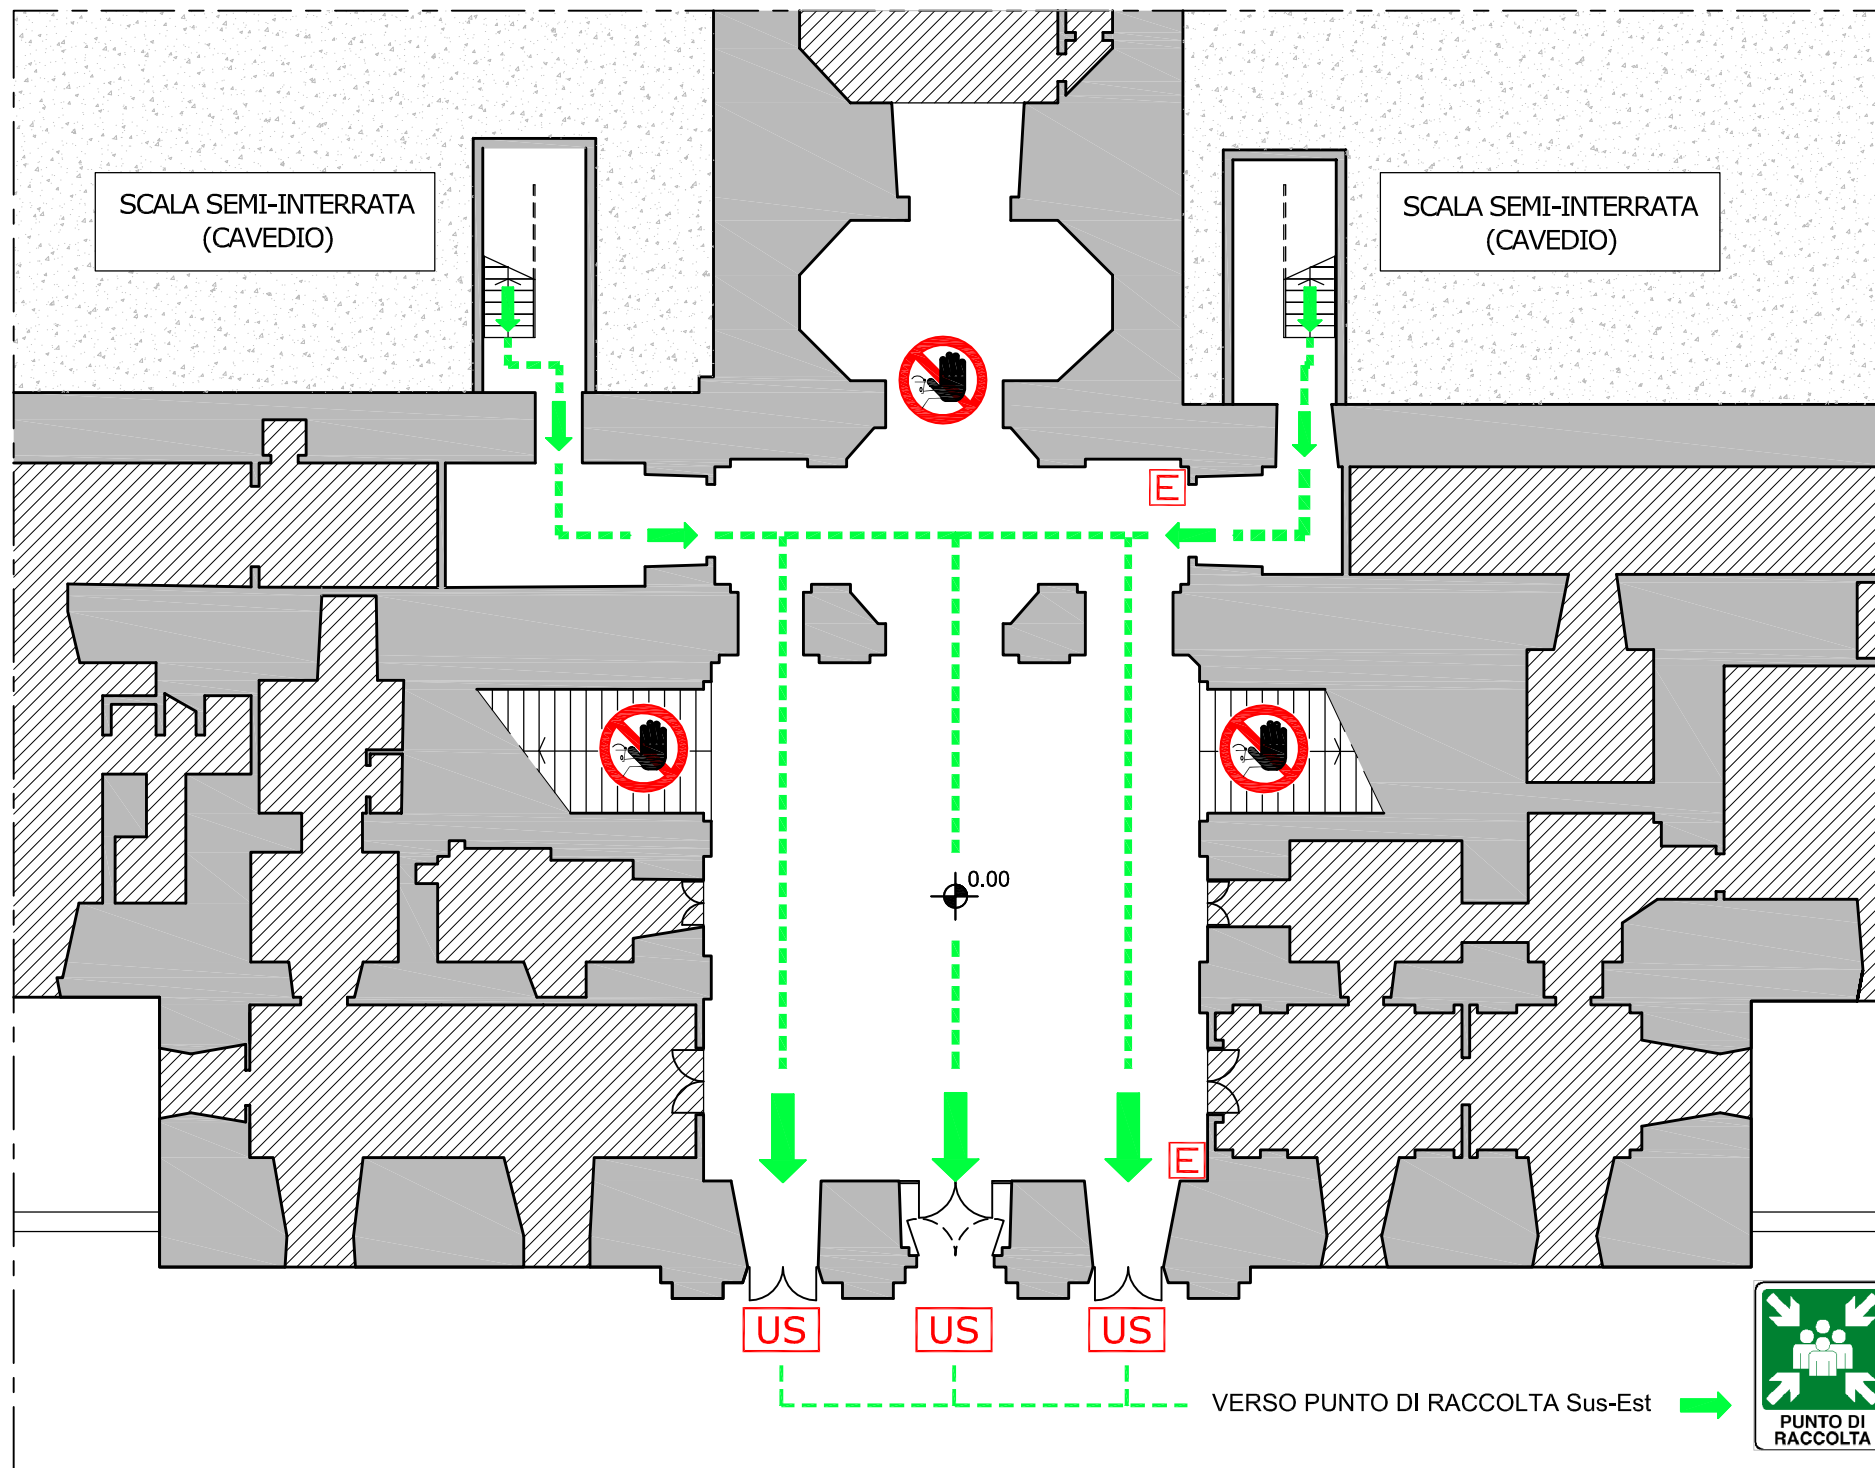 SCALA SEMI-INTERRATA
(CAVEDIO)
SCALA SEMI-INTERRATA
(CAVEDIO)
E
0.00
E
US
US
US
VERSO PUNTO DI RACCOLTA Sus-Est
PUNTO DI
RACCOLTA